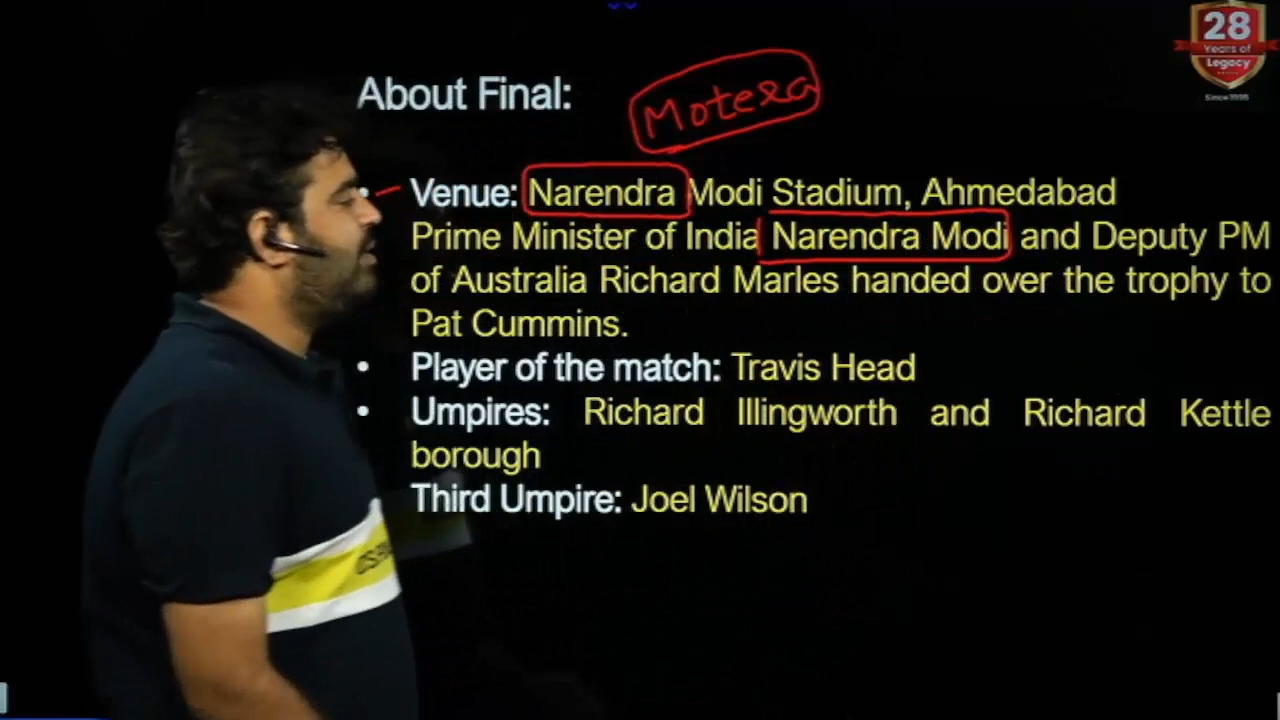 28
Years of
Legacy
Since 1996
About Final:
Motera
• Venue: Narendra Modi Stadium, Ahmedabad
Prime Minister of India Narendra Modi and Deputy PM
of Australia Richard Marles handed over the trophy to
Pat Cummins.
• Player of the match: Travis Head
• Umpires: Richard Illingworth and Richard Kettle
borough
Third Umpire: Joel Wilson